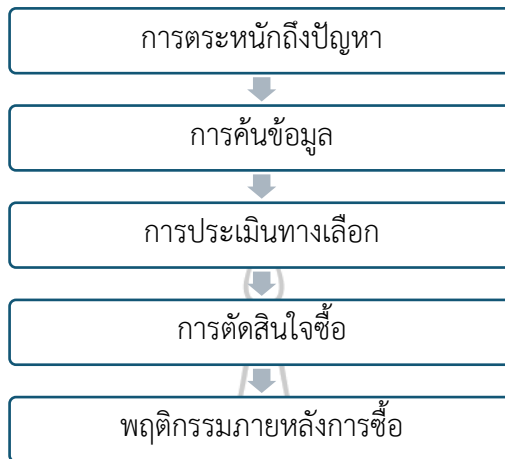 การตระหนักถึงปัญหา
การค้นข้อมูล
การประเมินทางเลือก
การตัดสินใจซื้อ
พฤติกรรมภายหลังการซื้อ